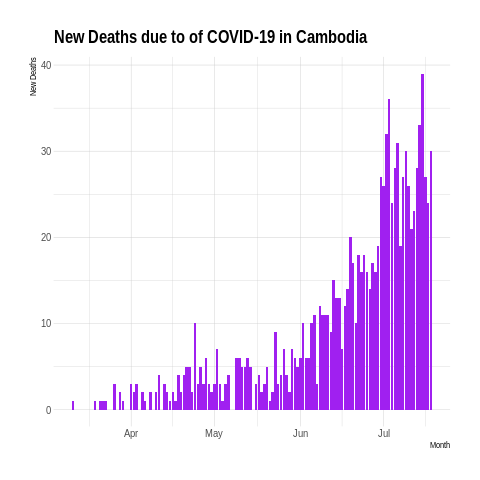 New Deaths due to of COVID-19 in Cambodia
New Deaths
40
30
20
10
0
Apr
May
Jun
Jul
Month